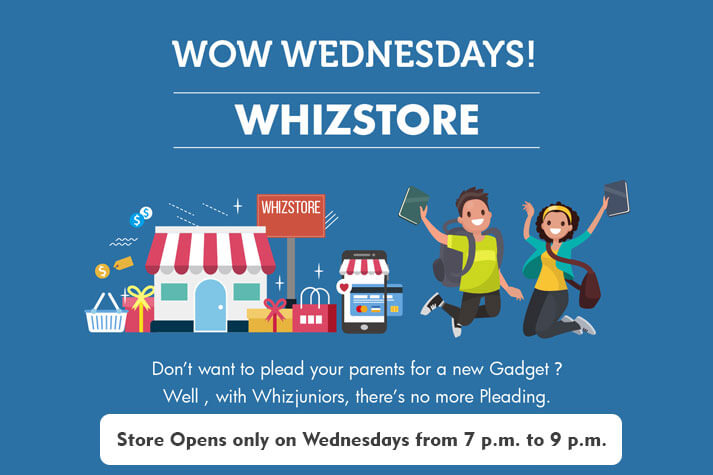 WOW WEDNESDAYS!
WHIZSTORE
WHIZSTORE
Don't want to plead your parents for a new Gadget ?
Well , with Whizjuniors, there's no more Pleading.
Store Opens only on Wednesdays from 7 p.m. to 9 p.m.